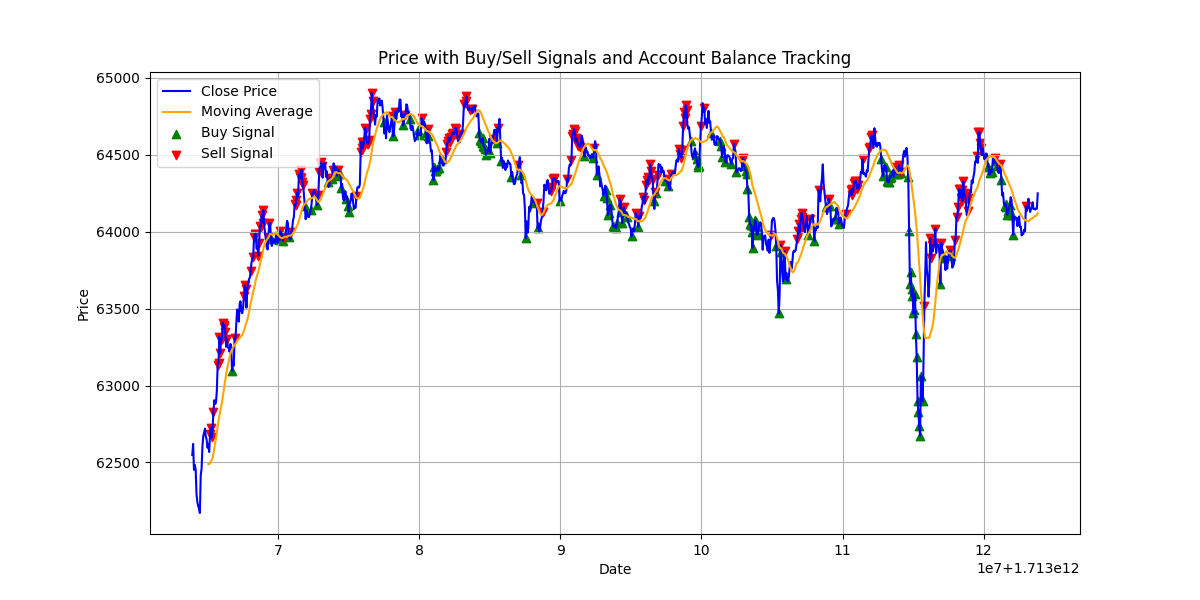 Price with Buy/Sell Signals and Account Balance Tracking
Close Price
Moving Average
Buy Signal
Sell Signal
Price
65000
64500
64000
63500
63000
62500
7 8 9 10 11 12
Date
1e7+1.713e12